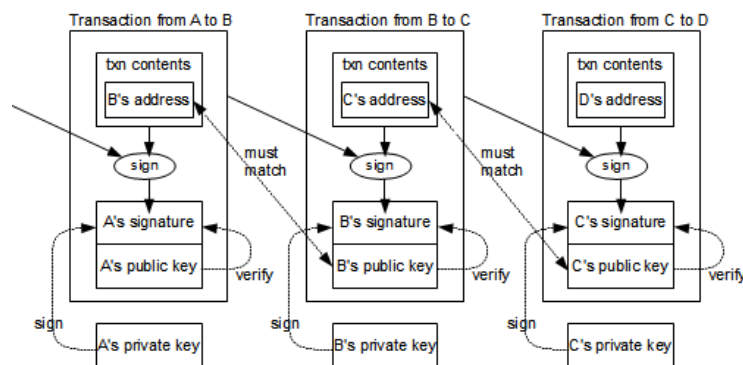 Transaction from A to B
txn contents
B's address
sign
A's signature
A's public key
verify
sign
A's private key
must
match
Transaction from B to C
txn contents
C's address
sign
B's signature
B's public key
verify
sign
B's private key
must
match
Transaction from C to D
txn contents
D's address
sign
C's signature
C's public key
verify
sign
C's private key